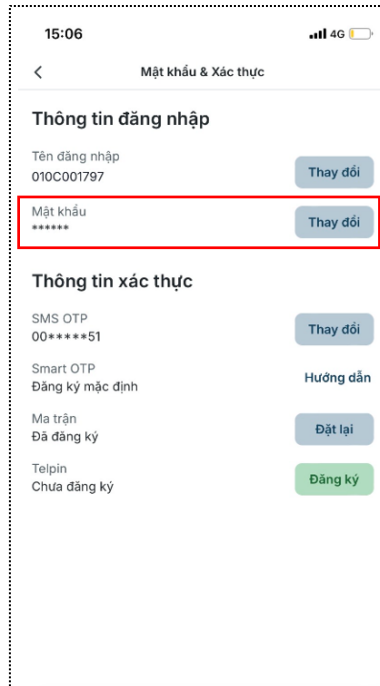 15:06
4G
Mật khẩu & Xác thực
Thông tin đăng nhập
Tên đăng nhập
010C001797
Thay đổi
Mật khẩu
******
Thay đổi
Thông tin xác thực
SMS OTP
00*****51
Thay đổi
Smart OTP
Đăng ký mặc định
Hướng dẫn
Ma trận
Đã đăng ký
Đặt lại
Telpin
Chưa đăng ký
Đăng ký